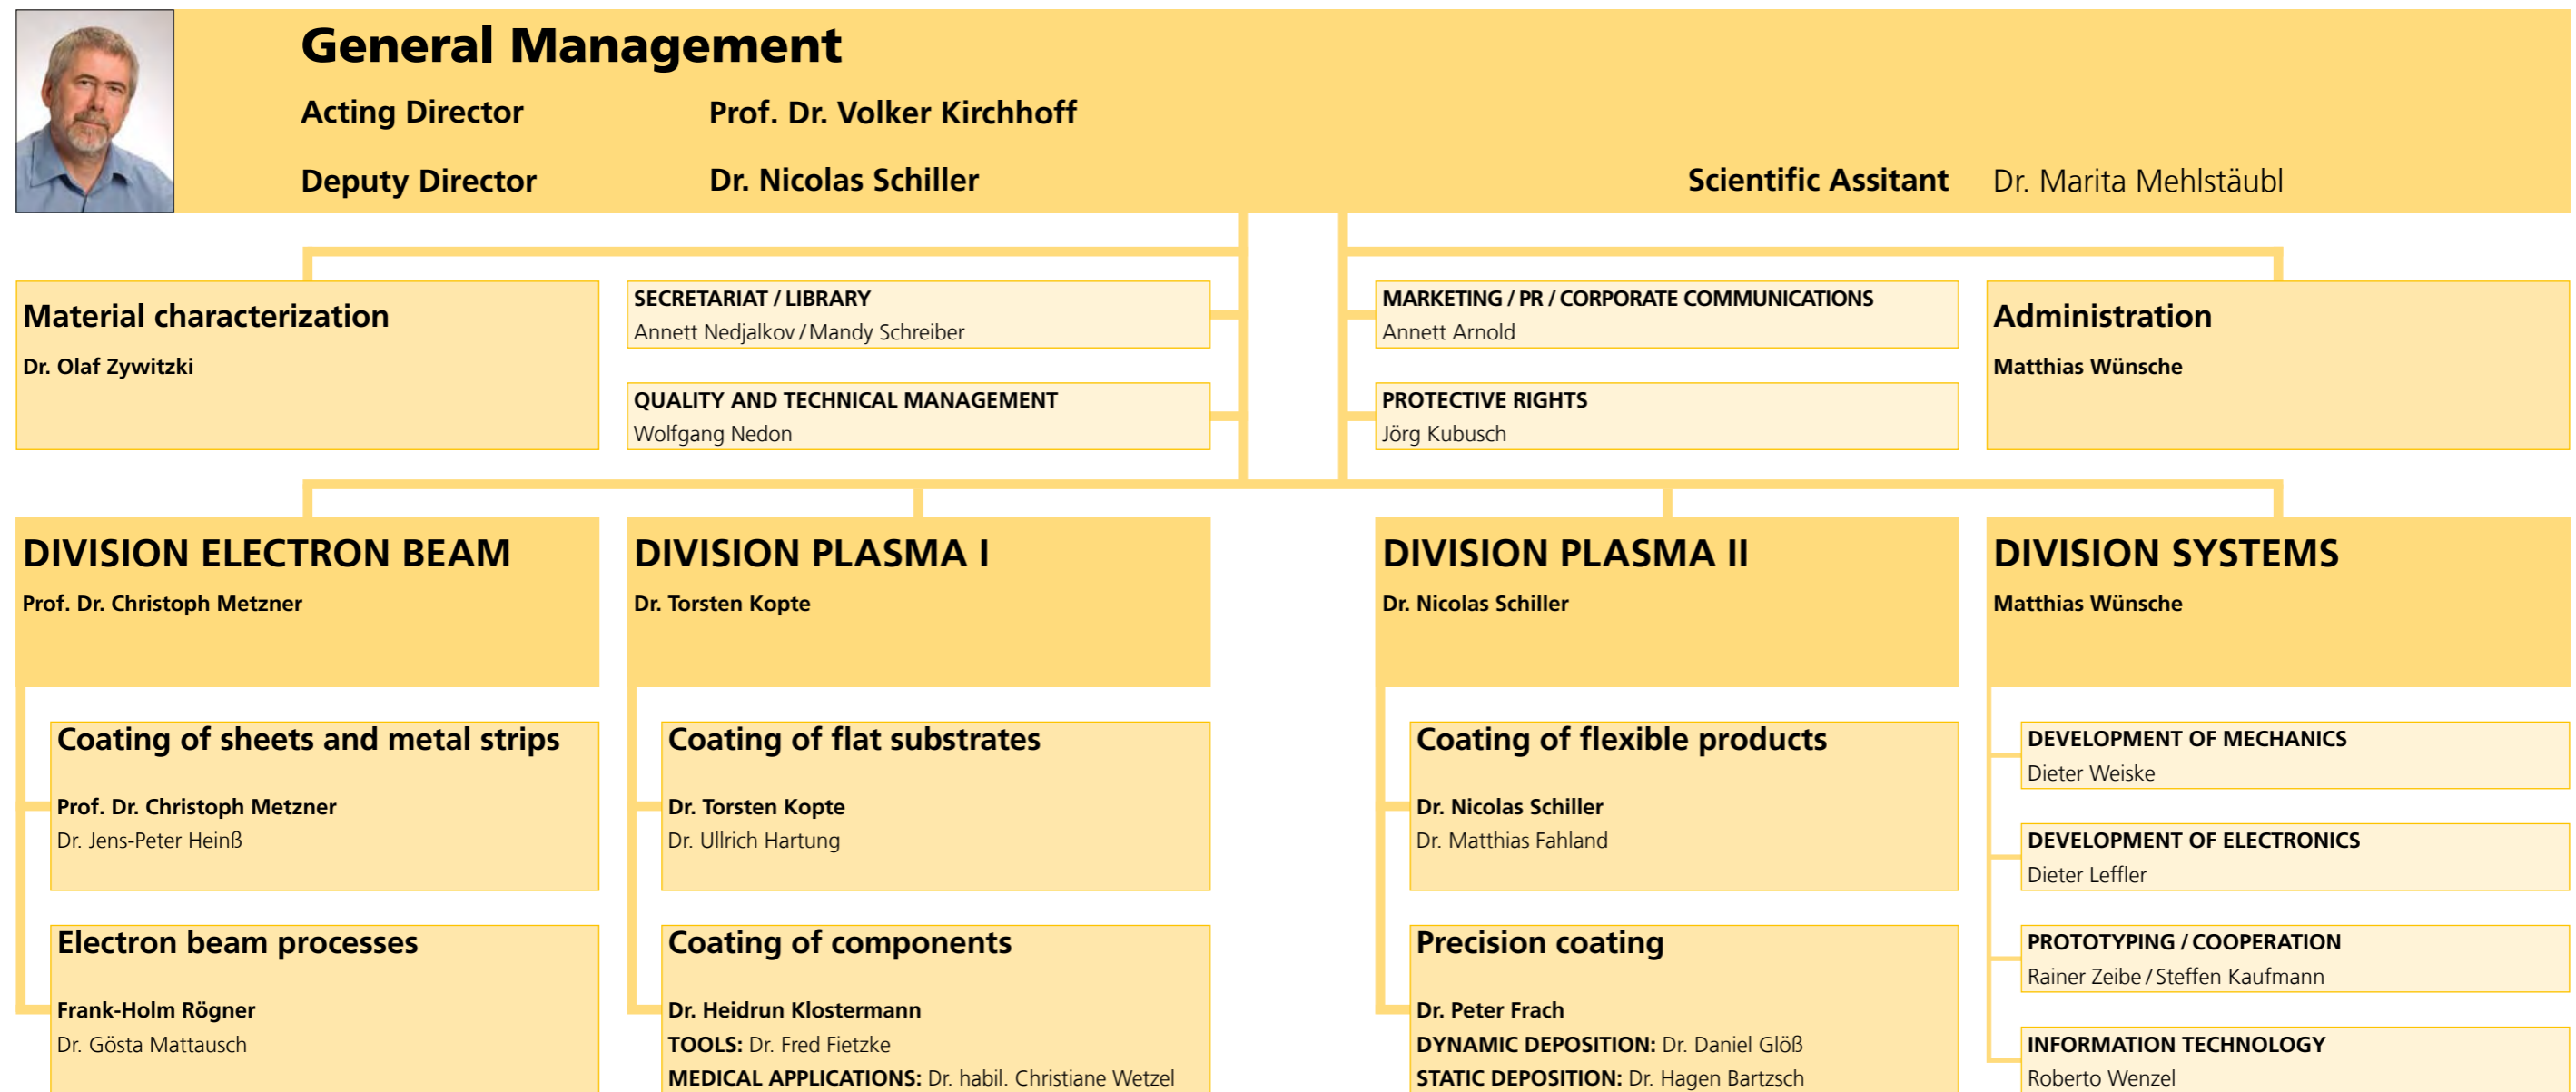 General Management
Acting Director Prof. Dr. Volker Kirchhoff
Deputy Director Dr. Nicolas Schiller
Scientific Assitant Dr. Marita Mehlstäubl
Material characterization
Dr. Olaf Zywitzki
SECRETARIAT / LIBRARY
Annett Nedjalkov / Mandy Schreiber
QUALITY AND TECHNICAL MANAGEMENT
Wolfgang Nedon
MARKETING / PR / CORPORATE COMMUNICATIONS
Annett Arnold
PROTECTIVE RIGHTS
Jörg Kubusch
Administration
Matthias Wünsche
DIVISION ELECTRON BEAM
Prof. Dr. Christoph Metzner
Coating of sheets and metal strips
Prof. Dr. Christoph Metzner
Dr. Jens-Peter Heinß
Electron beam processes
Frank-Holm Rögner
Dr. Gösta Mattausch
DIVISION PLASMA I
Dr. Torsten Kopte
Coating of flat substrates
Dr. Torsten Kopte
Dr. Ullrich Hartung
Coating of components
Dr. Heidrun Klostermann
TOOLS: Dr. Fred Fietzke
MEDICAL APPLICATIONS: Dr. habil. Christiane Wetzel
DIVISION PLASMA II
Dr. Nicolas Schiller
Coating of flexible products
Dr. Nicolas Schiller
Dr. Matthias Fahland
Precision coating
Dr. Peter Frach
DYNAMIC DEPOSITION: Dr. Daniel Glöß
STATIC DEPOSITION: Dr. Hagen Bartzsch
DIVISION SYSTEMS
Matthias Wünsche
DEVELOPMENT OF MECHANICS
Dieter Weiske
DEVELOPMENT OF ELECTRONICS
Dieter Leffler
PROTOTYPING / COOPERATION
Rainer Zeibe / Steffen Kaufmann
INFORMATION TECHNOLOGY
Roberto Wenzel